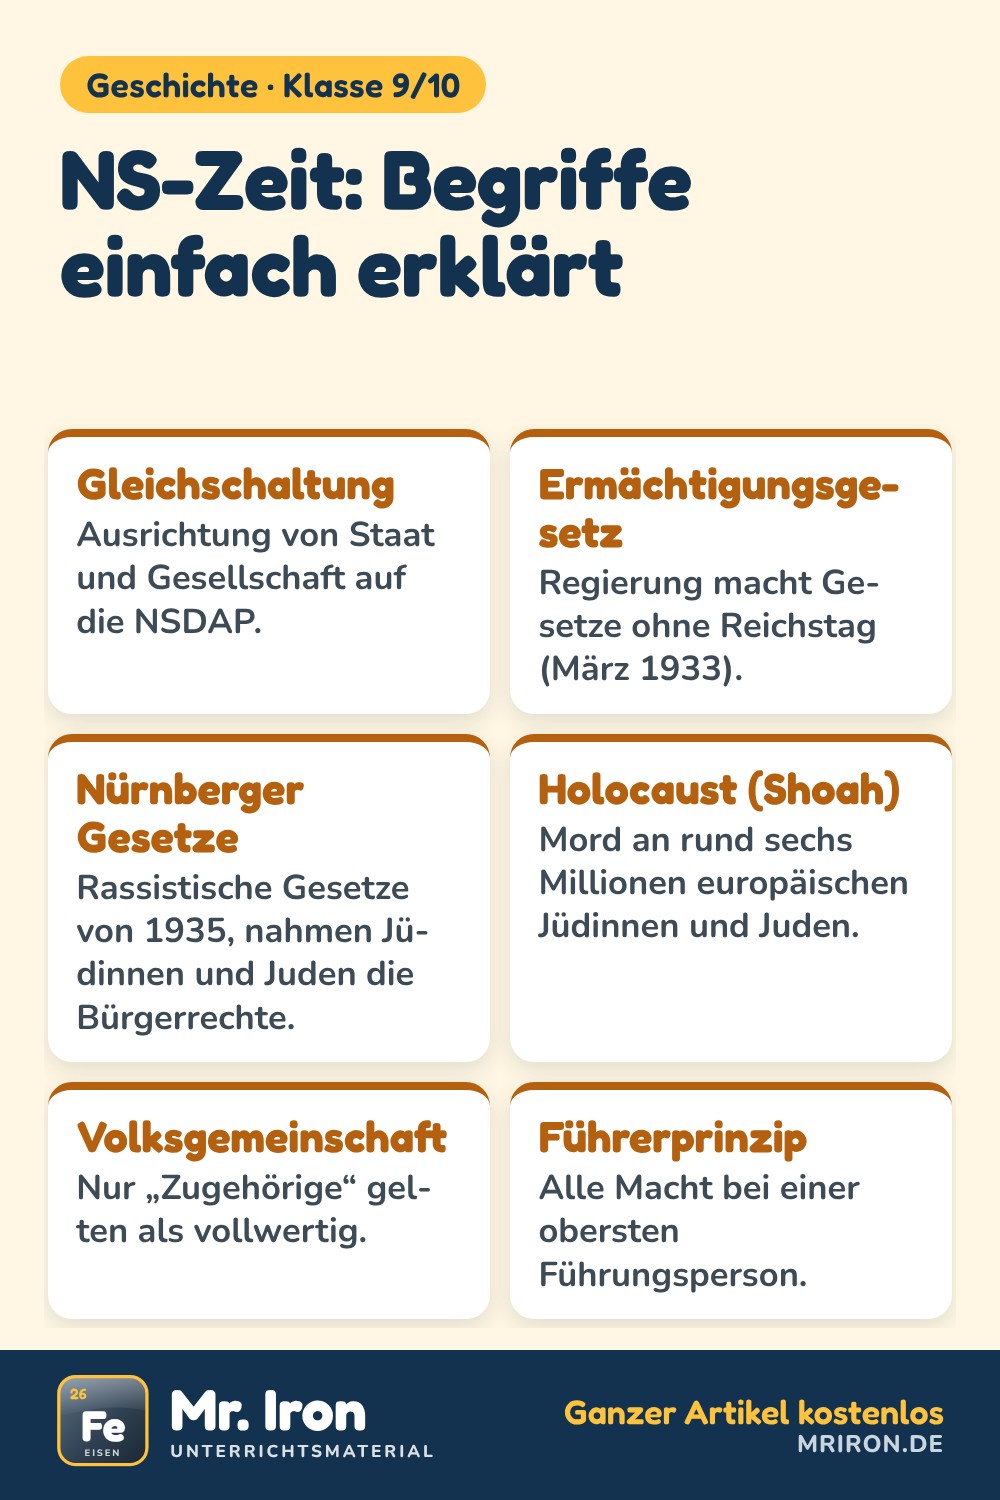 Geschichte · Klasse 9/10
NS-Zeit: Begriffe
einfach erklärt
Gleichschaltung
Ausrichtung von Staat
und Gesellschaft auf
die NSDAP.
Ermächtigungsge-
setz
Regierung macht Ge-
setze ohne Reichstag
(März 1933).
Nürnberger
Gesetze
Rassistische Gesetze
von 1935, nahmen Jü-
dinnen und Juden die
Bürgerrechte.
Holocaust (Shoah)
Mord an rund sechs
Millionen europäischen
Jüdinnen und Juden.
Volksgemeinschaft
Nur „Zugehörige“ gel-
ten als vollwertig.
Führerprinzip
Alle Macht bei einer
obersten
Führungsperson.
26
Fe
EISEN
Mr. Iron
UNTERRICHTSMATERIAL
Ganzer Artikel kostenlos
MRIRON.DE